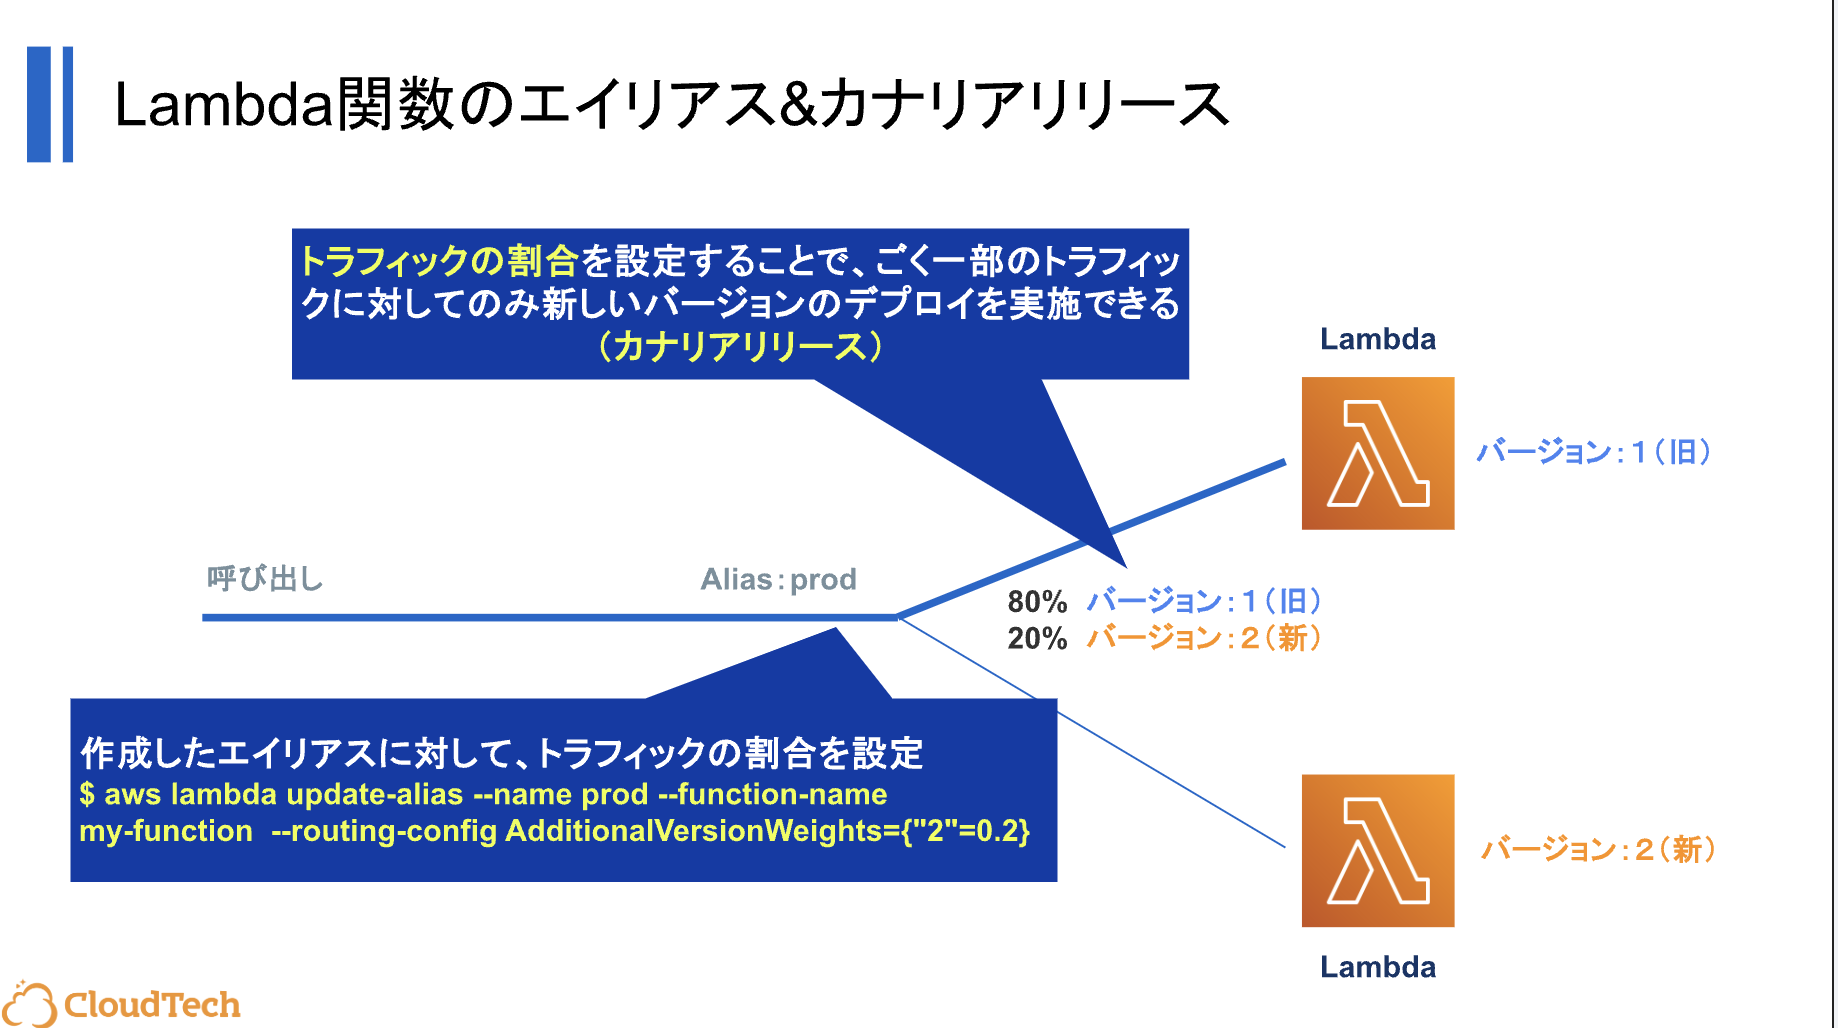 Lambda関数のエイリアス&カナリアリリース
トラフィックの割合を設定することで、ごく一部のトラフィッ
クに対してのみ新しいバージョンのデプロイを実施できる
（カナリアリリース）
Lambda
バージョン：１（旧）
呼び出し
Alias：prod
80% バージョン：１（旧）
20% バージョン：２（新）
作成したエイリアスに対して、トラフィックの割合を設定
$ aws lambda update-alias --name prod --function-name
my-function  --routing-config AdditionalVersionWeights={"2"=0.2}
バージョン：２（新）
Lambda
CloudTech